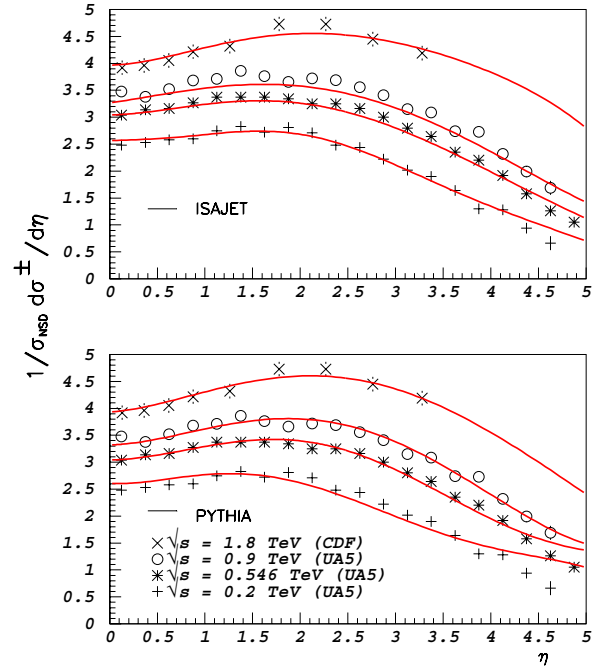 1/σNSD dσ±/dη
5
4.5
4
3.5
3
2.5
2
1.5
1
0.5
0
ISAJET
0 0.5 1 1.5 2 2.5 3 3.5 4 4.5 5
5
4.5
4
3.5
3
2.5
2
1.5
1
0.5
0
PYTHIA
√s = 1.8 TeV (CDF)
√s = 0.9 TeV (UA5)
√s = 0.546 TeV (UA5)
√s = 0.2 TeV (UA5)
0 0.5 1 1.5 2 2.5 3 3.5 4 4.5 5
η